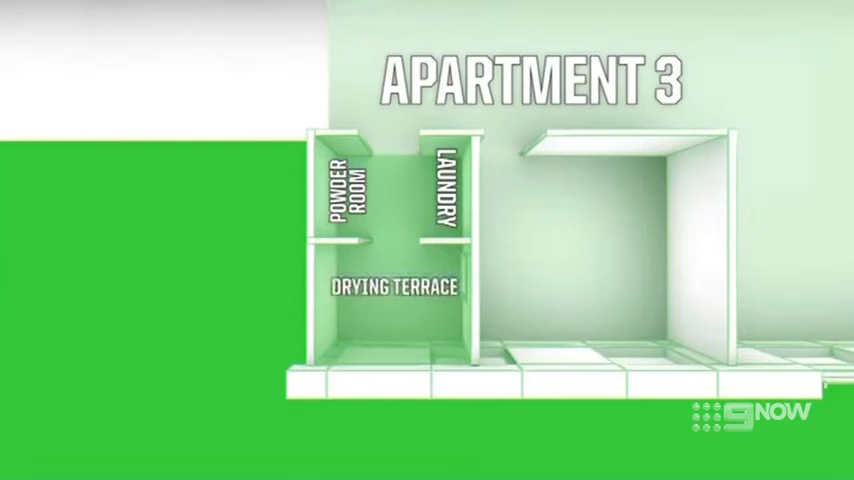 APARTMENT 3
POWDER
ROOM
LAUNDRY
DRYING TERRACE
9NOW